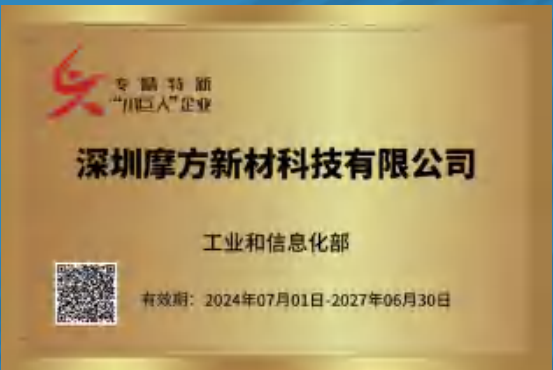 专精特新
“小巨人”企业
深圳摩方新材科技有限公司
工业和信息化部
有效期：2024年07月01日-2027年06月30日